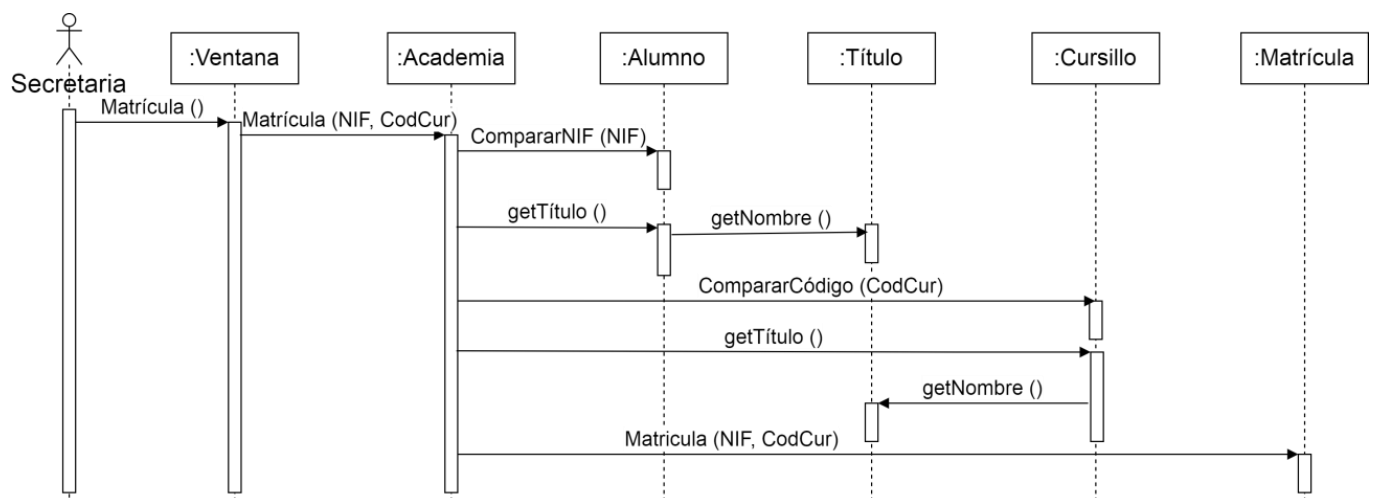 :Ventana
:Academia
:Alumno
:Título
:Cursillo
:Matrícula
Secretaria
Matrícula ()
Matrícula (NIF, CodCur)
CompararNIF (NIF)
getTítulo ()
getNombre ()
CompararCódigo (CodCur)
getTítulo ()
getNombre ()
Matricula (NIF, CodCur)